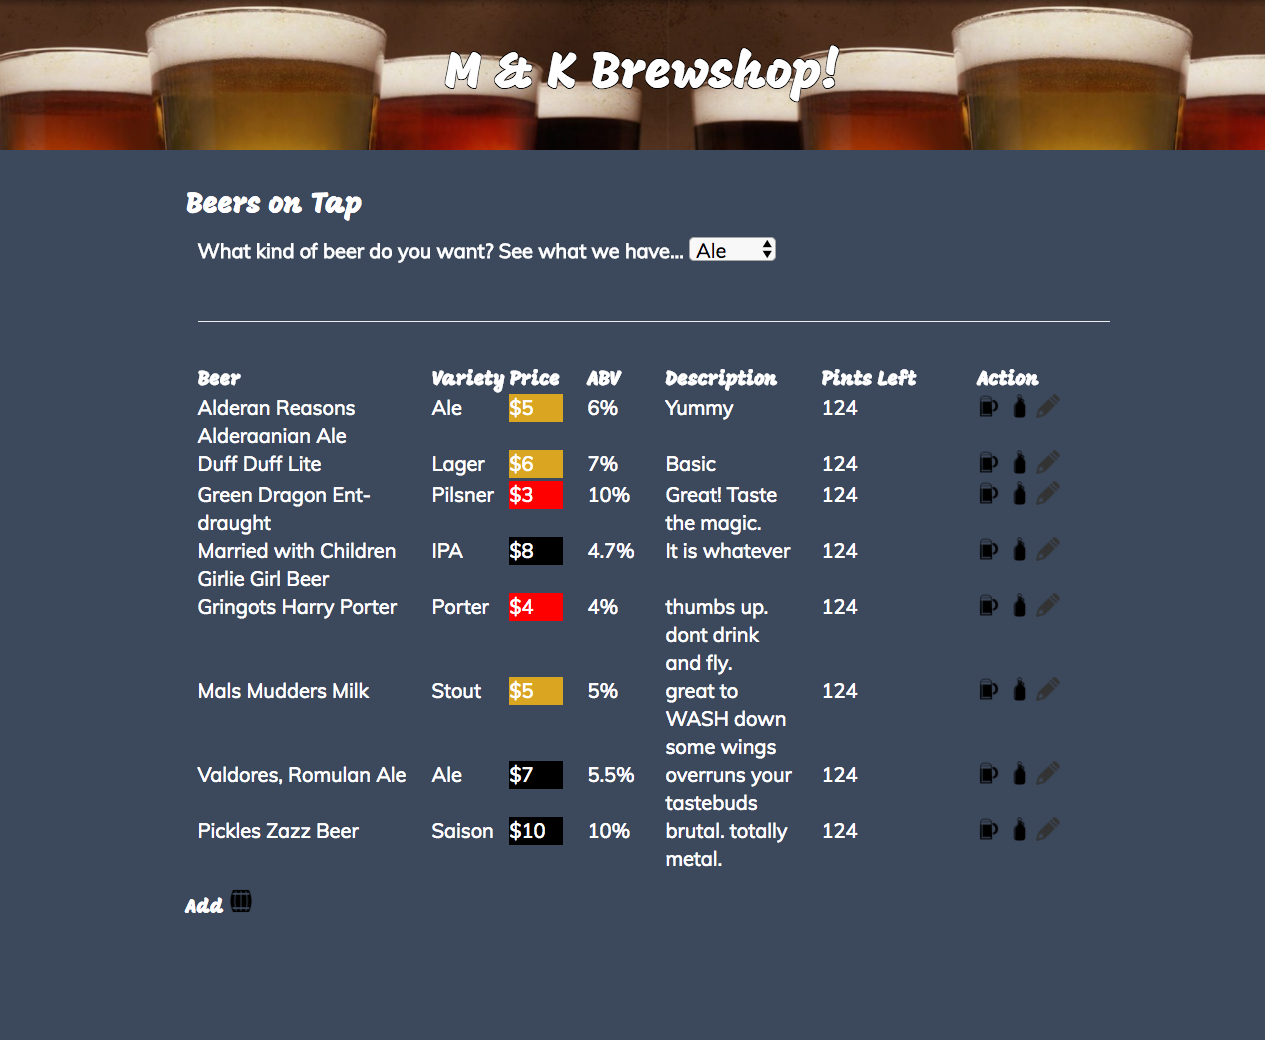 M & K Brewshop!
Beers on Tap
What kind of beer do you want? See what we have... Ale
Beer Variety Price ABV Description Pints Left Action
Alderan Reasons Ale $5 6% Yummy 124
Alderaanian Ale
Duff Duff Lite Lager $6 7% Basic 124
Green Dragon Ent- Pilsner $3 10% Great! Taste 124
draught the magic.
Married with Children IPA $8 4.7% It is whatever 124
Girlie Girl Beer
Gringots Harry Porter Porter $4 4% thumbs up. 124
dont drink
and fly.
Mals Mudders Milk Stout $5 5% great to 124
WASH down
some wings
Valdores, Romulan Ale Ale $7 5.5% overruns your 124
tastebuds
Pickles Zazz Beer Saison $10 10% brutal. totally 124
metal.
Add